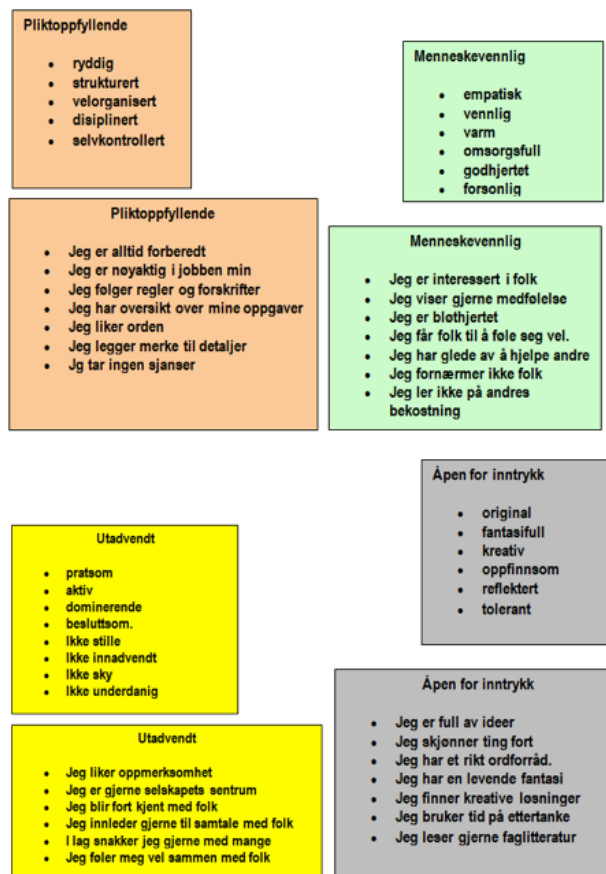 Pliktoppfyllende
• ryddig
• strukturert
• velorganisert
• disiplinert
• selvkontrollert
Menneskevennlig
• empatisk
• vennlig
• varm
• omsorgsfull
• godhjertet
• forsonlig
Pliktoppfyllende
• Jeg er alltid forberedt
• Jeg er nøyaktig i jobben min
• Jeg følger regler og forskrifter
• Jeg har oversikt over mine oppgaver
• Jeg liker orden
• Jeg legger merke til detaljer
• Jg tar ingen sjanser
Menneskevennlig
• Jeg er interessert i folk
• Jeg viser gjerne medfølelse
• Jeg er bløthjertet
• Jeg får folk til å føle seg vel.
• Jeg har glede av å hjelpe andre
• Jeg fornærmer ikke folk
• Jeg ler ikke på andres
bekostning
Åpen for inntrykk
• original
• fantasifull
• kreativ
• oppfinnsom
• reflektert
• tolerant
Utadvendt
• pratsom
• aktiv
• dominerende
• besluttsom.
• Ikke stille
• Ikke innadvendt
• Ikke sky
• Ikke underdanig
Åpen for inntrykk
• Jeg er full av ideer
• Jeg skjønner ting fort
• Jeg har et rikt ordforråd.
• Jeg har en levende fantasi
• Jeg finner kreative løsninger
• Jeg bruker tid på ettertanke
• Jeg leser gjerne faglitteratur
Utadvendt
• Jeg liker oppmerksomhet
• Jeg er gjerne selskapets sentrum
• Jeg blir fort kjent med folk
• Jeg innleder gjerne til samtale med folk
• I lag snakker jeg gjerne med mange
• Jeg føler meg vel sammen med folk